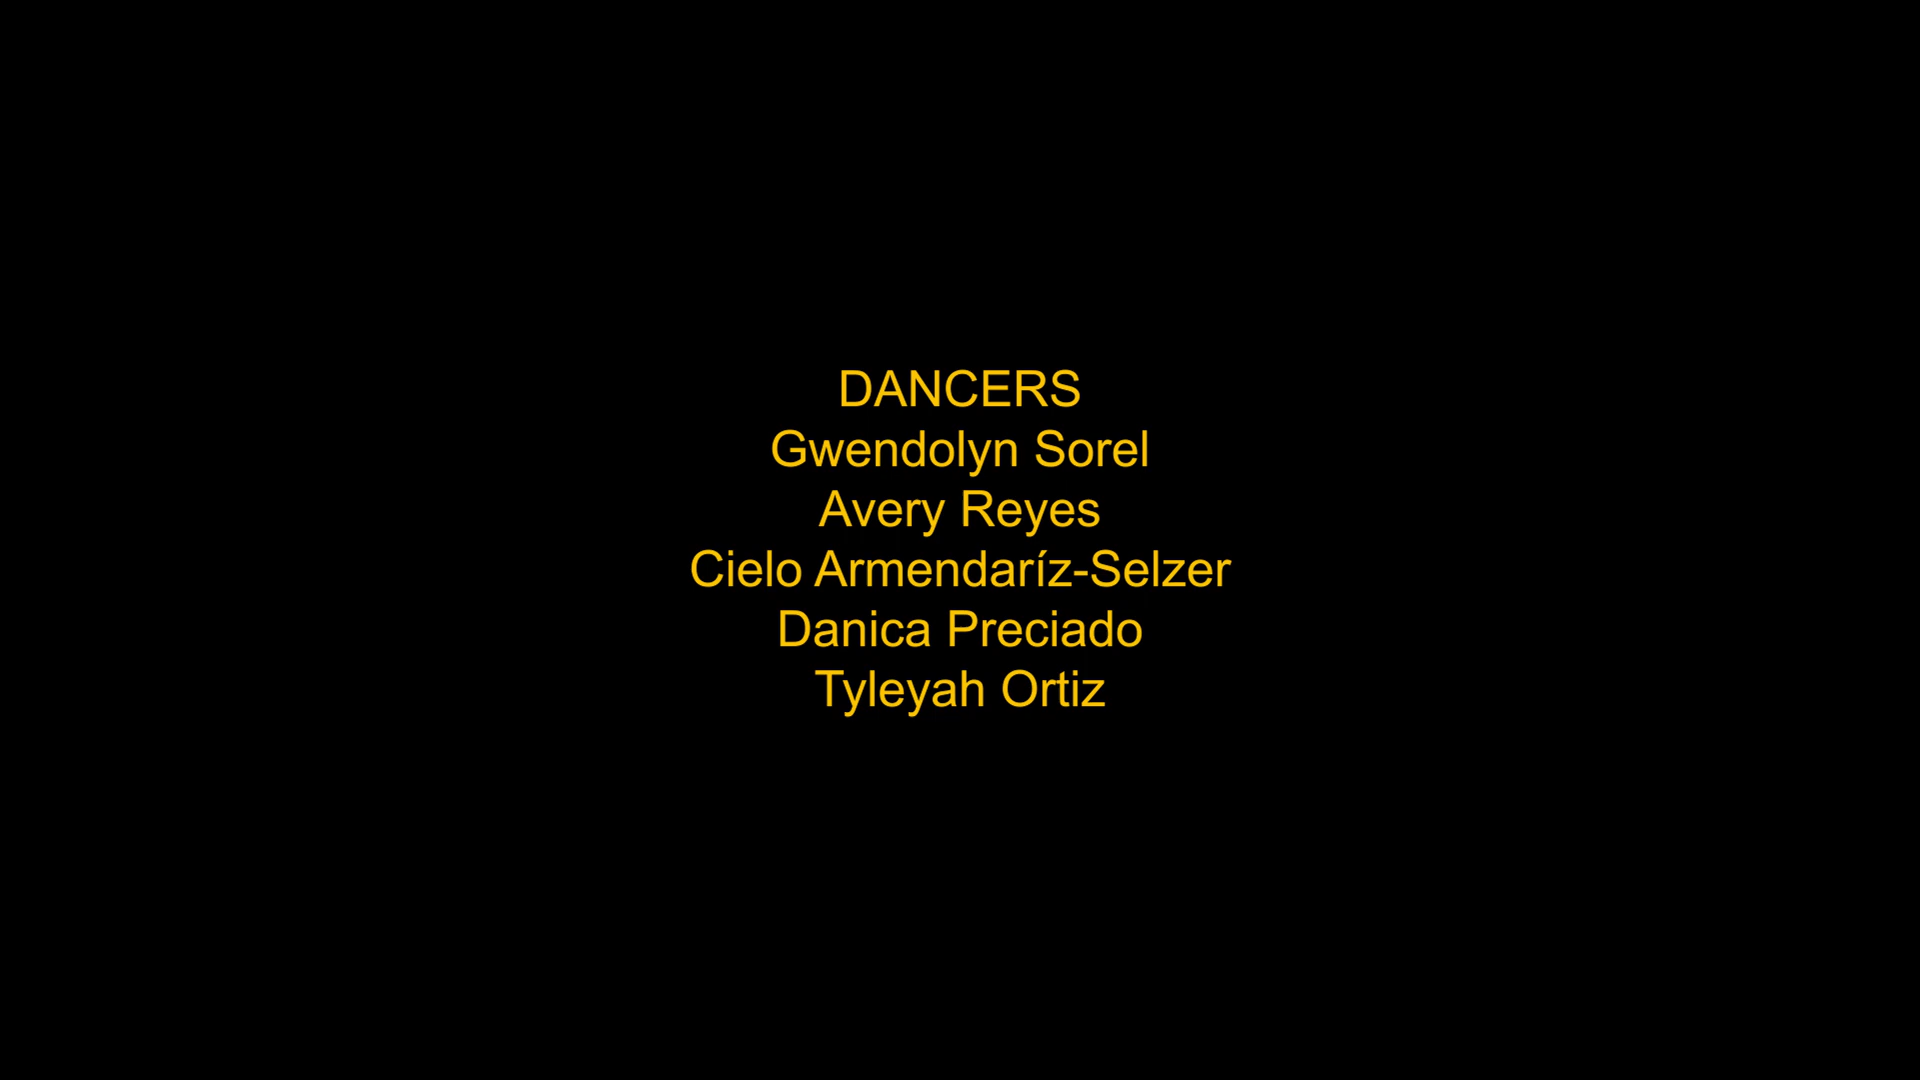 DANCERS
Gwendolyn Sorel
Avery Reyes
Cielo Armendaríz-Selzer
Danica Preciado
Tyleyah Ortiz